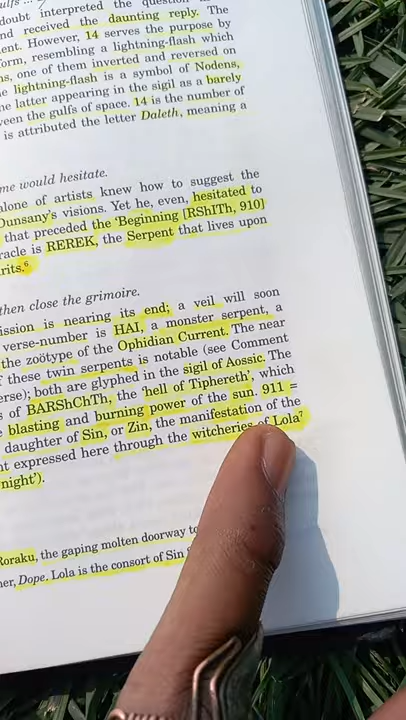 doubt interpreted the question
nd received the daunting reply. The
ent. However, 14 serves the purpose by
form, resembling a lightning-flash which
ns, one of them inverted and reversed on
e lightning-flash is a symbol of Nodens,
he latter appearing in the sigil as a barely
een the gulfs of space. 14 is the number of
is attributed the letter Daleth, meaning a
me would hesitate.
alone of artists knew how to suggest the
Dunsany's visions. Yet he, even, hesitated to
that preceded the 'Beginning [RShITh, 910]
racle is REREK, the Serpent that lives upon
rits.⁶
then close the grimoire.
ission is nearing its end; a veil will soon
verse-number is HAI, a monster serpent, a
the zoötype of the Ophidian Current. The near
f these twin serpents is notable (see Comment
erse); both are glyphed in the sigil of Aossic. The
s of BARShChTh, the 'hell of Tiphereth', which
e blasting and burning power of the sun. 911 =
daughter of Sin, or Zin, the manifestation of the
nt expressed here through the witcheries of Lola⁷
night').
Roraku, the gaping molten doorway to
her, Dope. Lola is the consort of Sin